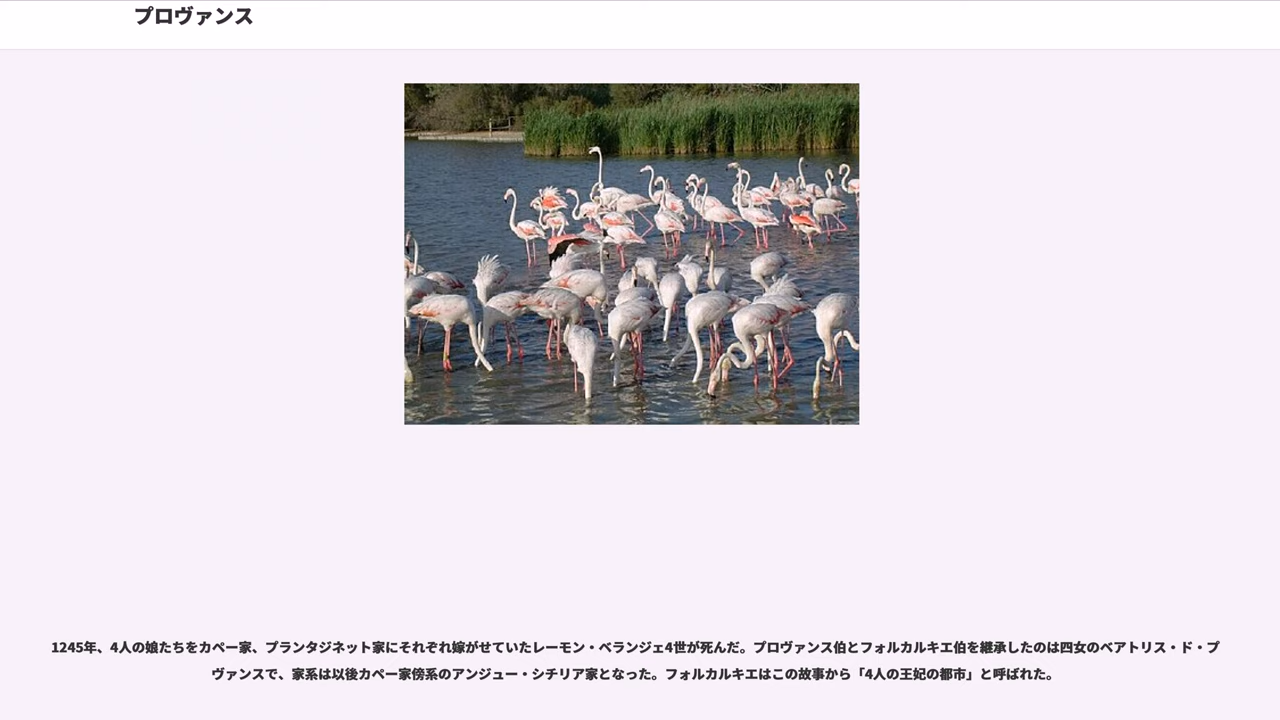 プロヴァンス
1245年、4人の娘たちをカペー家、プランタジネット家にそれぞれ嫁がせていたレーモン・ベランジェ4世が死んだ。プロヴァンス伯とフォルカルキエ伯を継承したのは四女のベアトリス・ド・プ
ヴァンスで、家系は以後カペー家傍系のアンジュー・シチリア家となった。フォルカルキエはこの故事から「4人の王妃の都市」と呼ばれた。